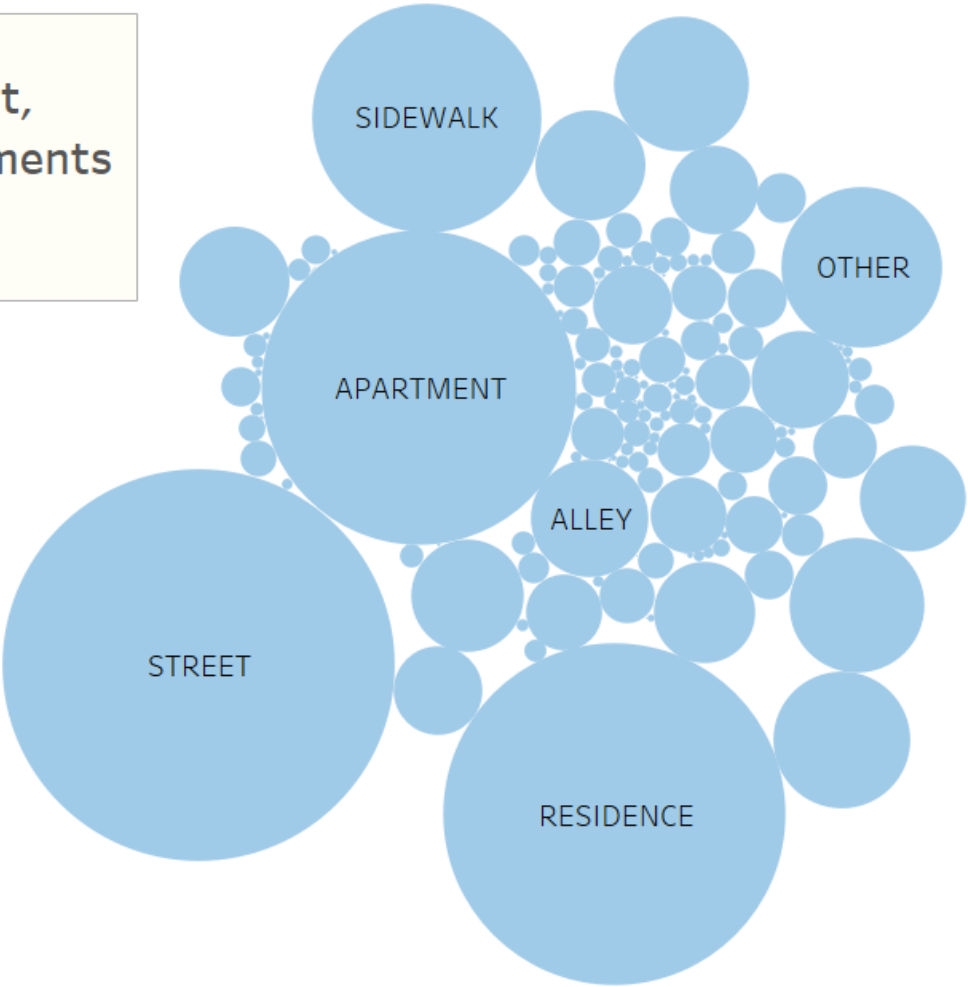 t,
ments
SIDEWALK
OTHER
APARTMENT
ALLEY
STREET
RESIDENCE